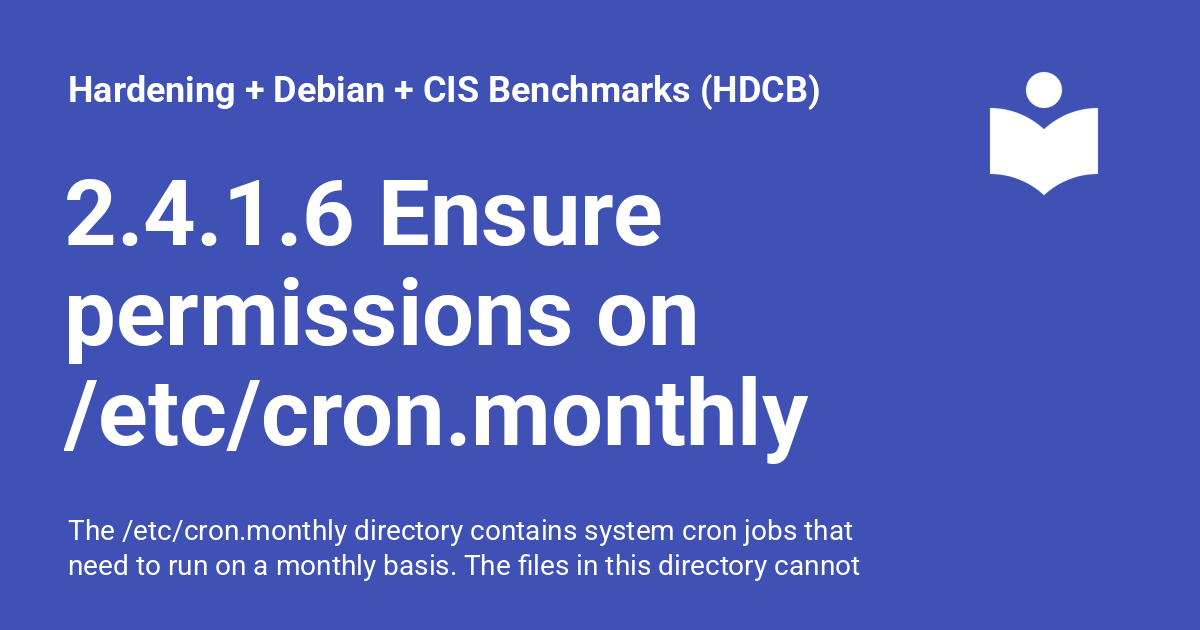 Hardening + Debian + CIS Benchmarks (HDCB)
2.4.1.6 Ensure
permissions on
/etc/cron.monthly
The /etc/cron.monthly directory contains system cron jobs that
need to run on a monthly basis. The files in this directory cannot